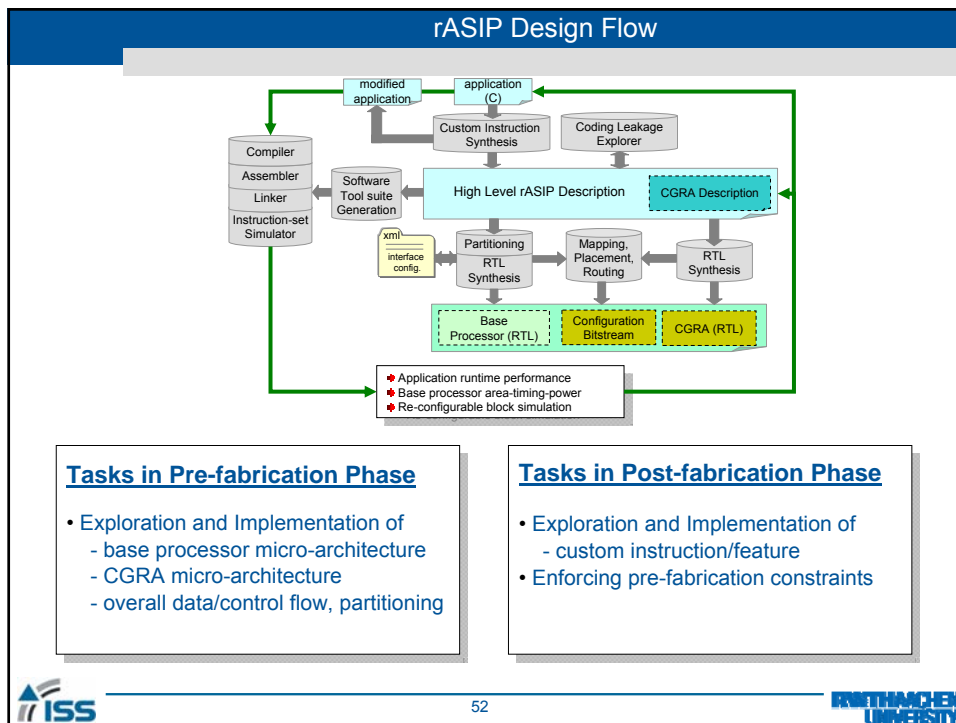 rASIP Design Flow
modified
application
application
(C)
Custom Instruction
Synthesis
Coding Leakage
Explorer
Compiler
Assembler
Linker
Instruction-set
Simulator
Software
Tool suite
Generation
High Level rASIP Description
CGRA Description
xml
interface
config.
Partitioning
RTL
Synthesis
Mapping,
Placement,
Routing
RTL
Synthesis
Base
Processor (RTL)
Configuration
Bitstream
CGRA (RTL)
Application runtime performance
Base processor area-timing-power
Re-configurable block simulation
Tasks in Pre-fabrication Phase
• Exploration and Implementation of
- base processor micro-architecture
- CGRA micro-architecture
- overall data/control flow, partitioning
Tasks in Post-fabrication Phase
• Exploration and Implementation of
- custom instruction/feature
• Enforcing pre-fabrication constraints
ISS
52
RWTHAACHEN
UNIVERSITY